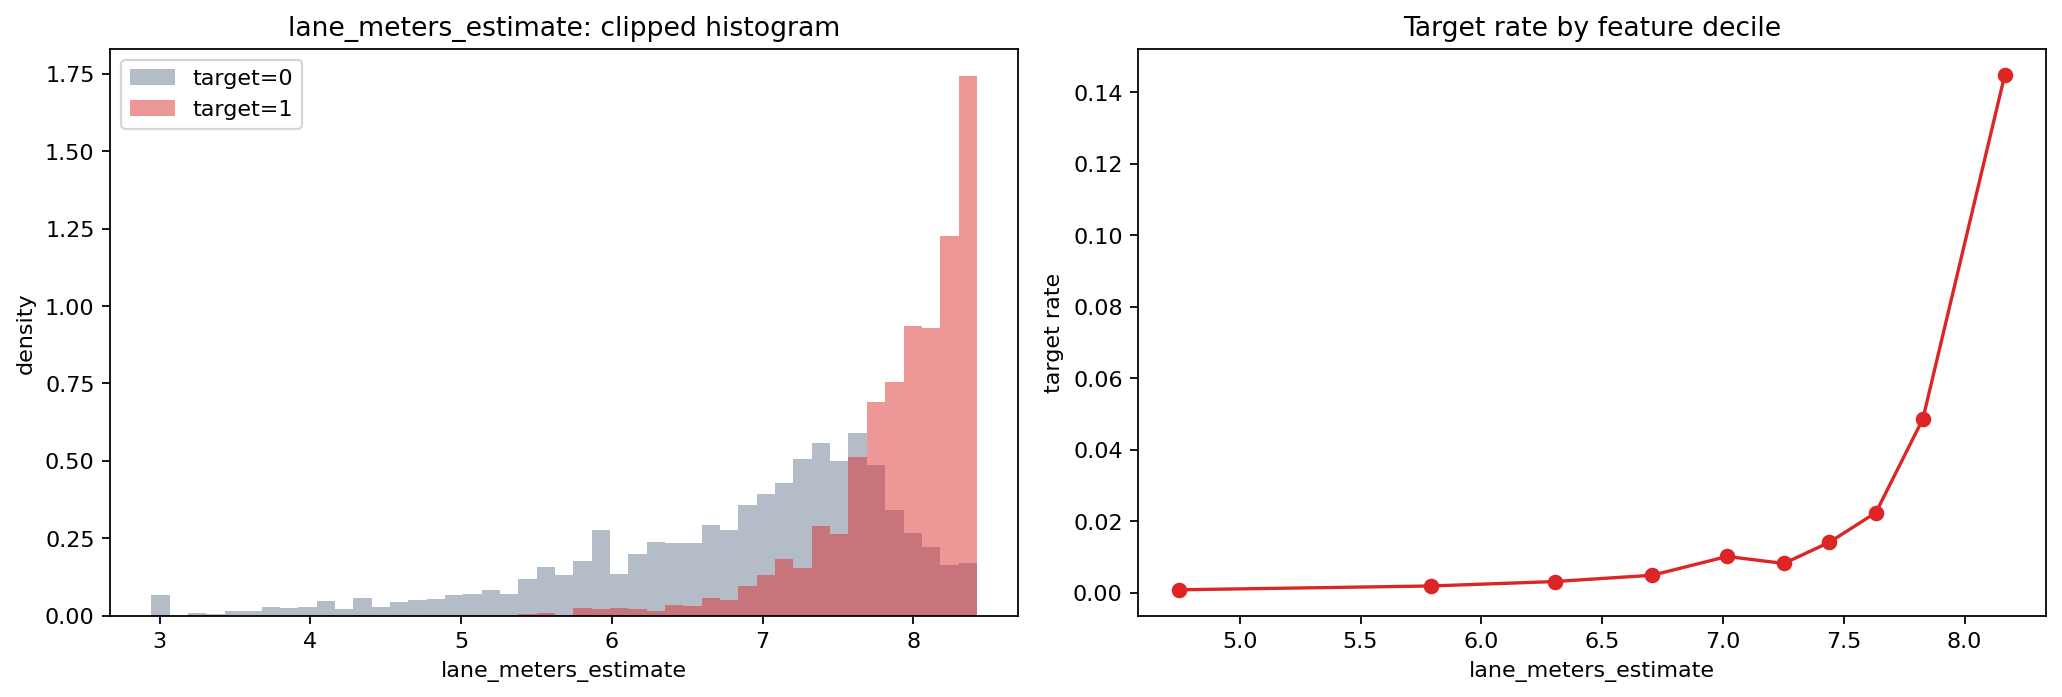 lane_meters_estimate: clipped histogram
target=0
target=1
1.75
1.50
1.25
1.00
0.75
0.50
0.25
0.00
density
3 4 5 6 7 8
lane_meters_estimate
Target rate by feature decile
0.14
0.12
0.10
0.08
0.06
0.04
0.02
0.00
target rate
5.0 5.5 6.0 6.5 7.0 7.5 8.0
lane_meters_estimate